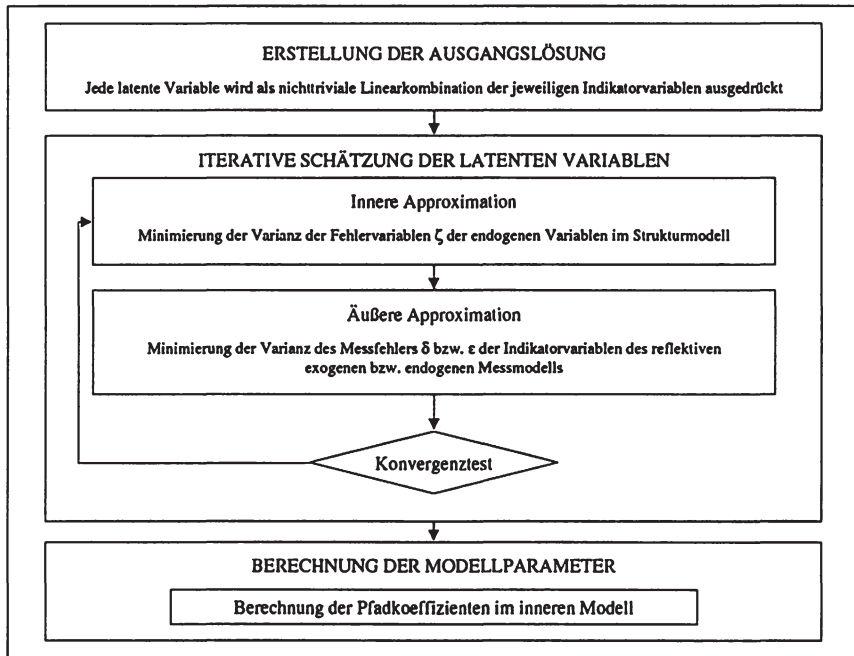 ERSTELLUNG DER AUSGANGSLÖSUNG
Jede latente Variable wird als nichttriviale Linearkombination der jeweiligen Indikatorvariablen ausgedrückt
ITERATIVE SCHÄTZUNG DER LATENTEN VARIABLEN
Innere Approximation
Minimierung der Varianz der Fehlervariablen ζ der endogenen Variablen im Strukturmodell
Äußere Approximation
Minimierung der Varianz des Messfehlers δ bzw. ε der Indikatorvariablen des reflektiven
exogenen bzw. endogenen Messmodells
Konvergenztest
BERECHNUNG DER MODELLPARAMETER
Berechnung der Pfadkoeffizienten im inneren Modell